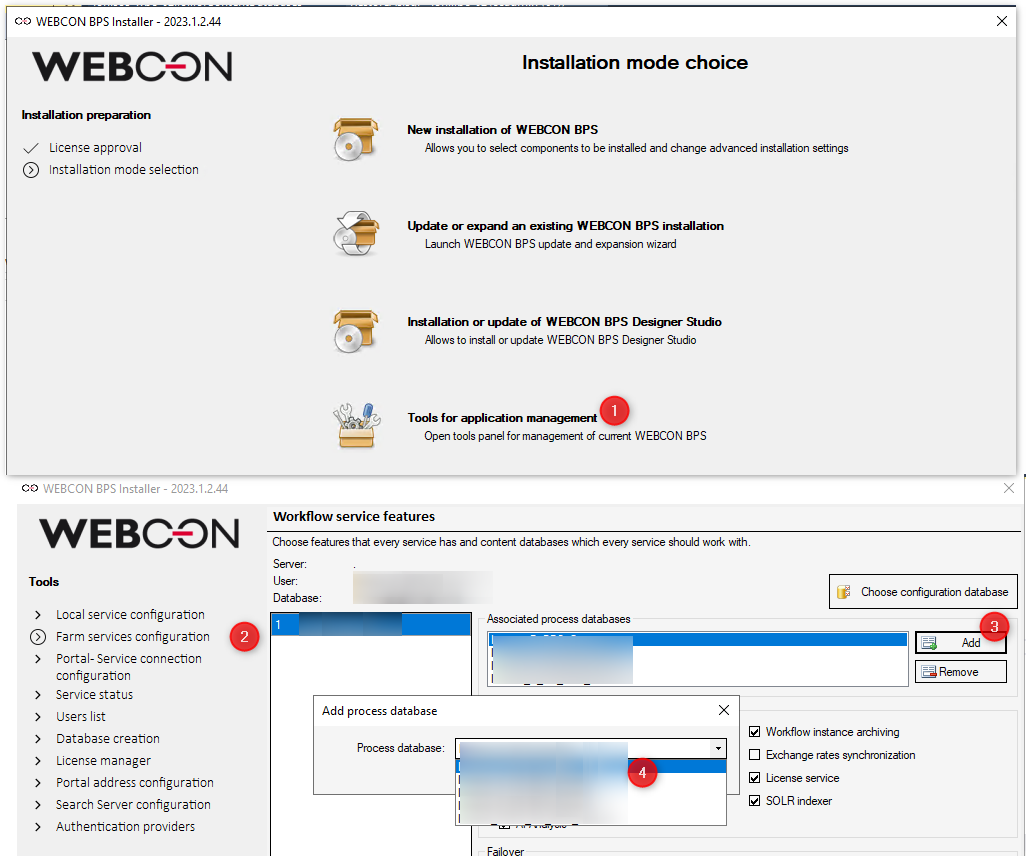 WEBCON BPS Installer - 2023.1.2.44
WEBCON
Installation mode choice
Installation preparation
License approval
Installation mode selection
New installation of WEBCON BPS
Allows you to select components to be installed and change advanced installation settings
Update or expand an existing WEBCON BPS installation
Launch WEBCON BPS update and expansion wizard
Installation or update of WEBCON BPS Designer Studio
Allows to install or update WEBCON BPS Designer Studio
Tools for application management 1
Open tools panel for management of current WEBCON BPS
WEBCON BPS Installer - 2023.1.2.44
WEBCON
Tools
Local service configuration
Farm services configuration 2
Portal- Service connection
configuration
Service status
Users list
Database creation
License manager
Portal address configuration
Search Server configuration
Authentication providers
Workflow service features
Choose features that every service has and content databases which every service should work with.
Server: .
User:
Database:
Choose configuration database
1
Associated process databases
3
Add
Remove
Add process database
Process database:
4
Workflow instance archiving
Exchange rates synchronization
License service
SOLR indexer
AI Analysis
Failover